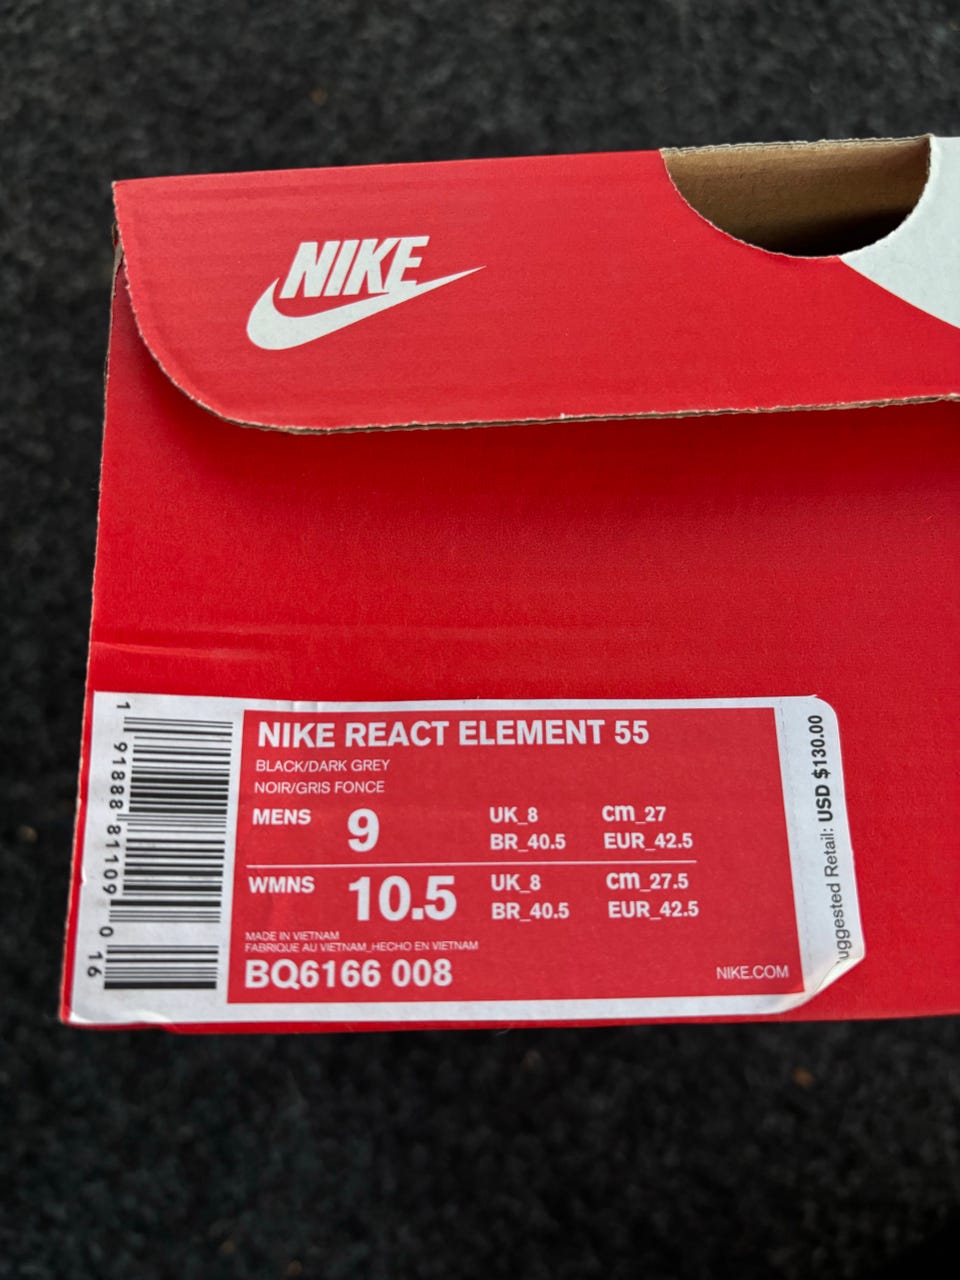 NIKE
NIKE REACT ELEMENT 55
BLACK/DARK GREY
NOIR/GRIS FONCE
MENS 9 UK_8 cm_27
BR_40.5 EUR_42.5
WMNS 10.5 UK_8 cm_27.5
BR_40.5 EUR_42.5
MADE IN VIETNAM
FABRIQUE AU VIETNAM_HECHO EN VIETNAM
BQ6166 008
NIKE.COM
1 91888 81109 0 16
uggested Retail: USD $130.00